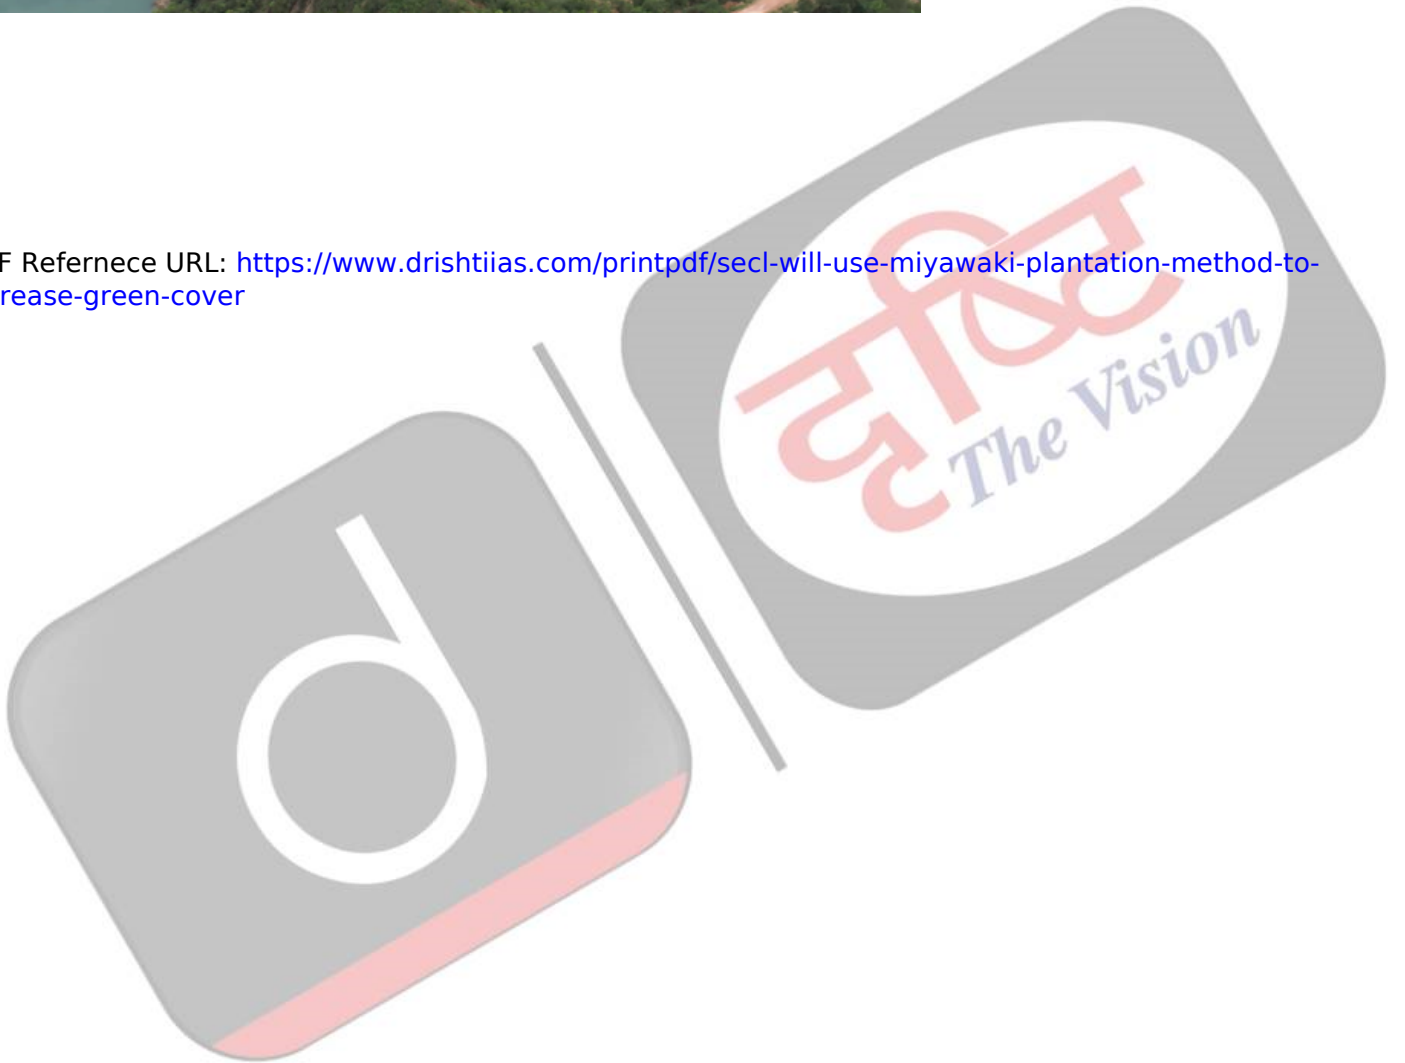 F Refernece URL: https://www.drishtiias.com/printpdf/secl-will-use-miyawaki-plantation-method-to-
rease-green-cover
दृष्टि
The Vision
d